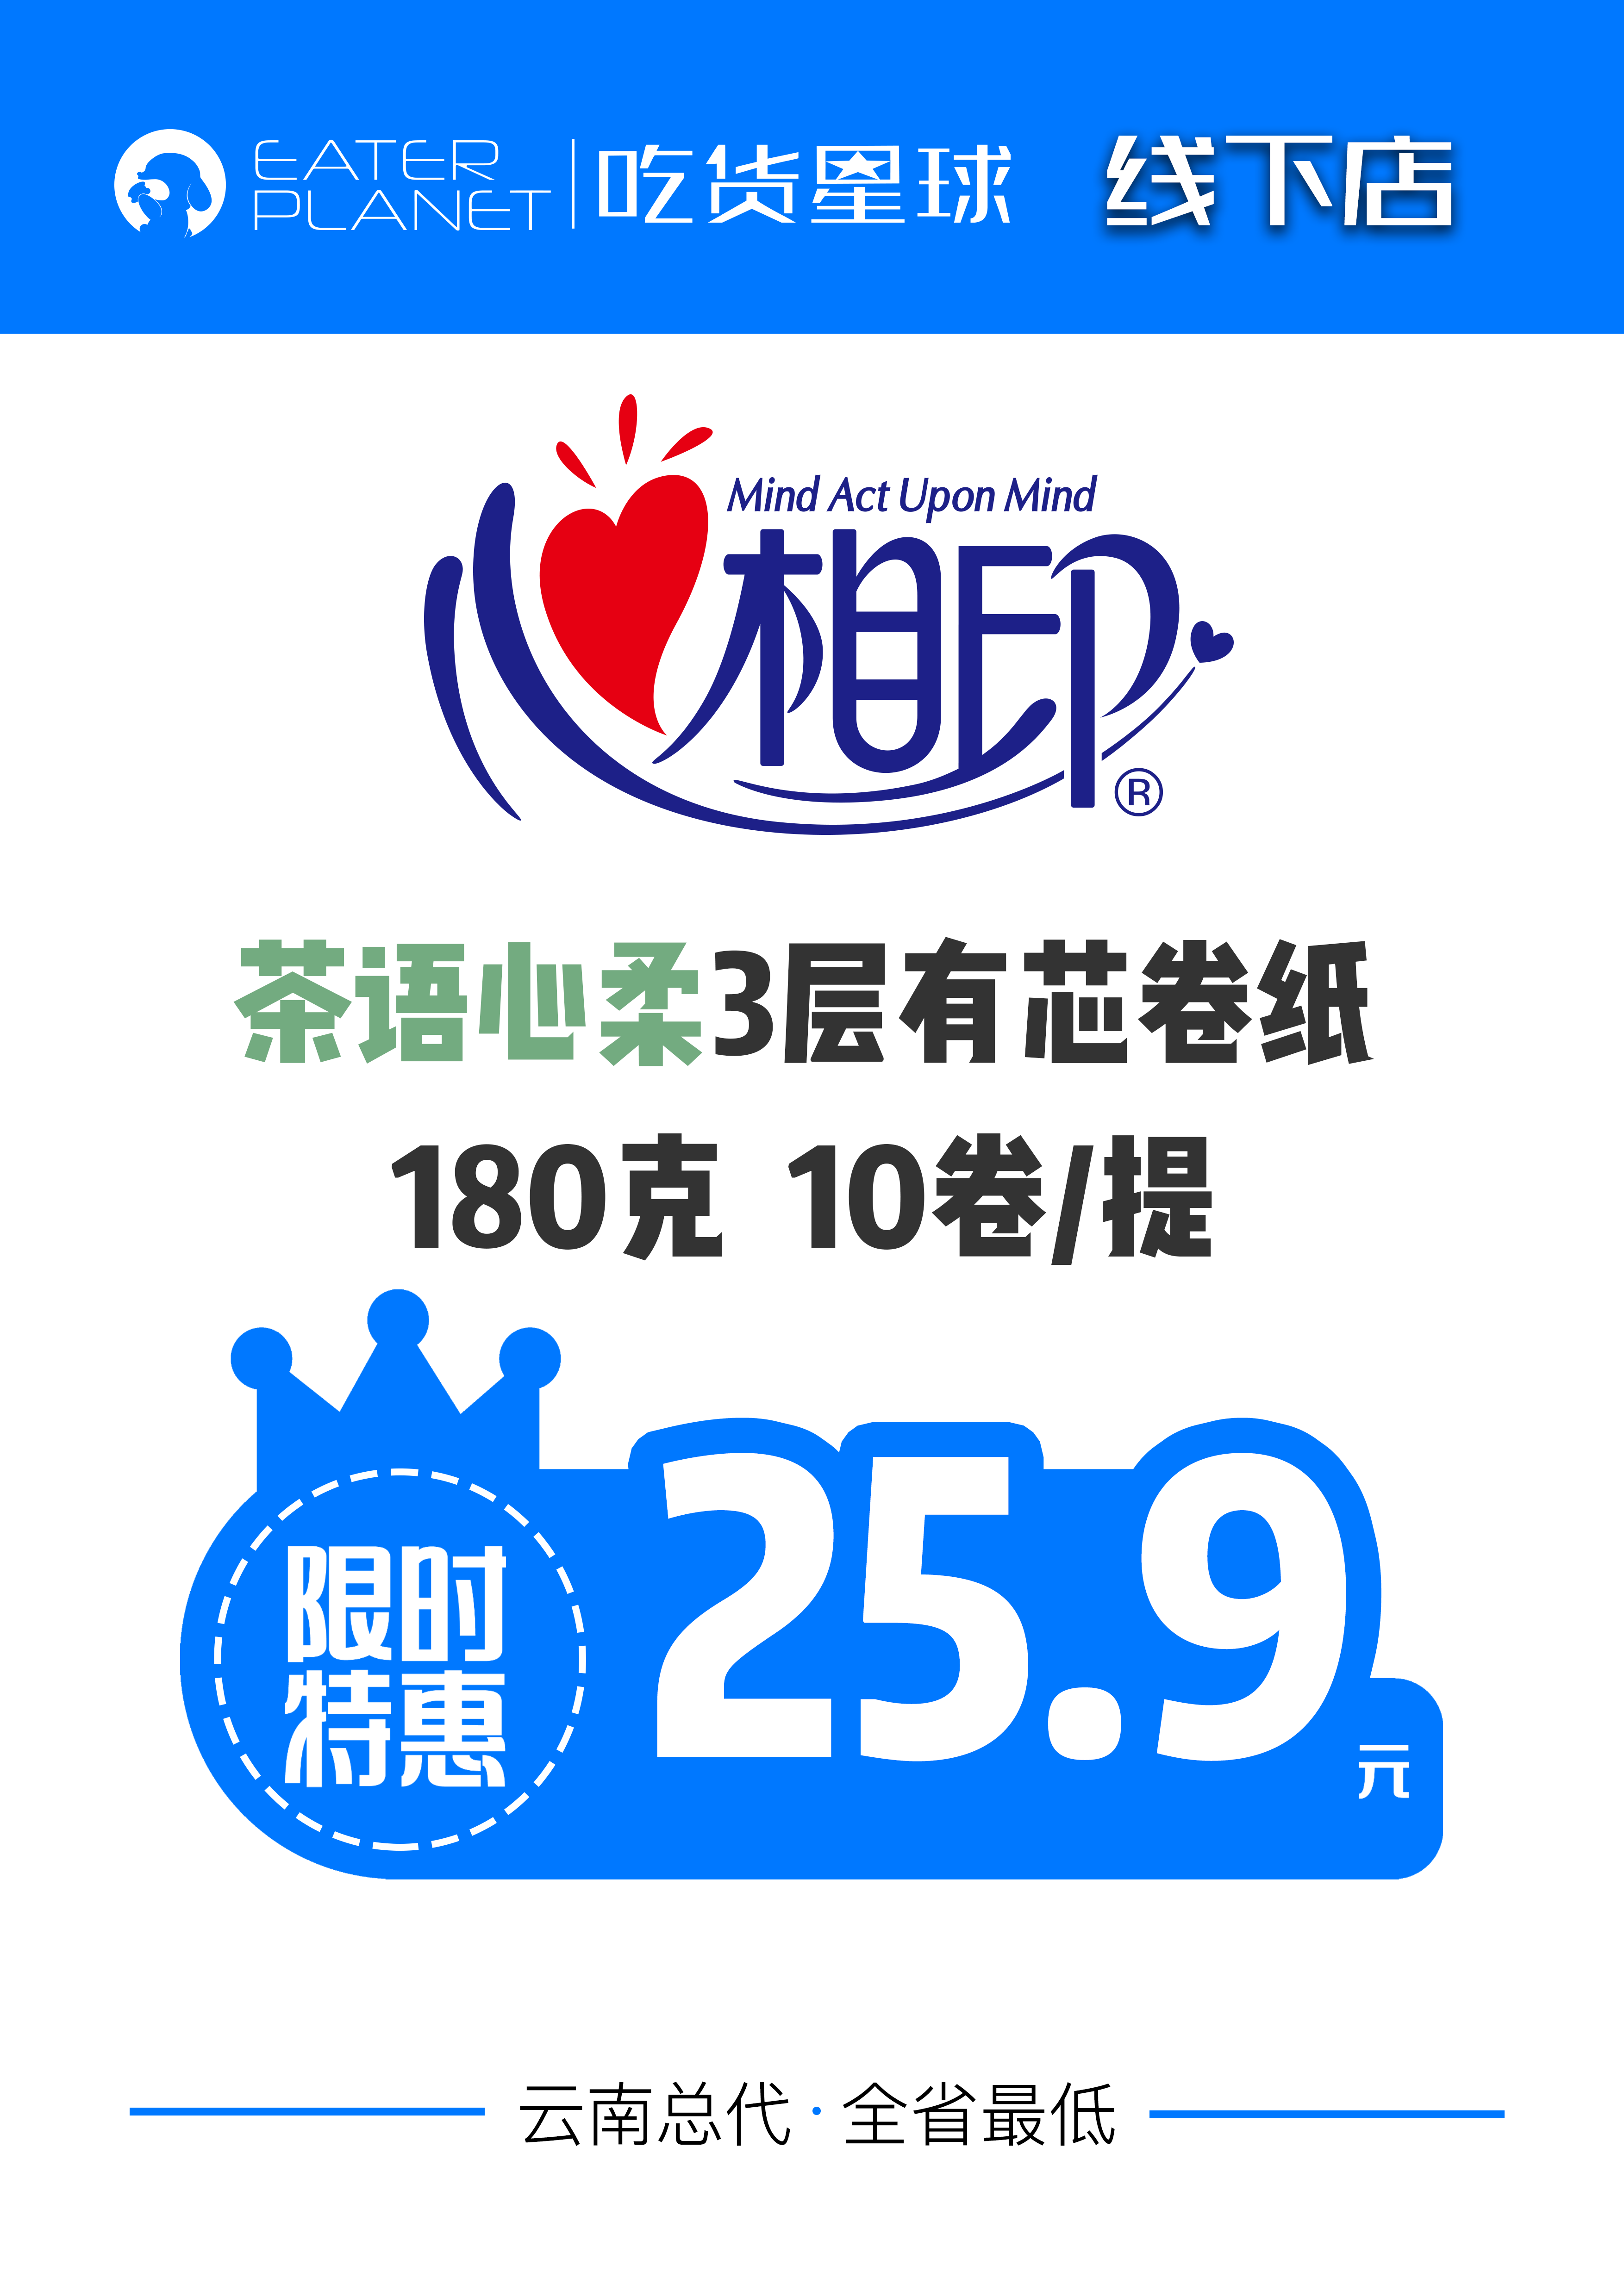 EATER
PLANET
吃货星球 线下店
Mind Act Upon Mind
心相印®
茶语心柔3层有芯卷纸
180克 10卷/提
限时
特惠
25.9元
云南总代·全省最低